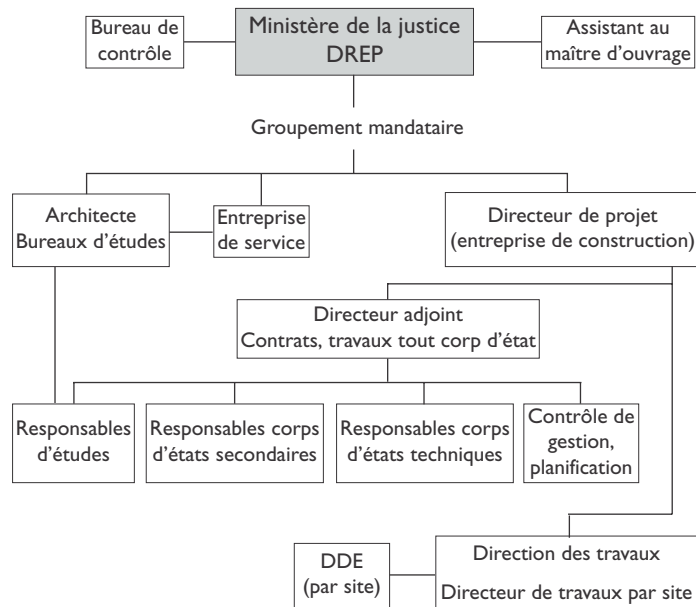 Bureau de
contrôle
Ministère de la justice
DREP
Assistant au
maître d'ouvrage
Groupement mandataire
Architecte
Bureaux d'études
Entreprise
de service
Directeur de projet
(entreprise de construction)
Directeur adjoint
Contrats, travaux tout corp d'état
Responsables
d'études
Responsables corps
d'états secondaires
Responsables corps
d'états techniques
Contrôle de
gestion,
planification
DDE
(par site)
Direction des travaux
Directeur de travaux par site